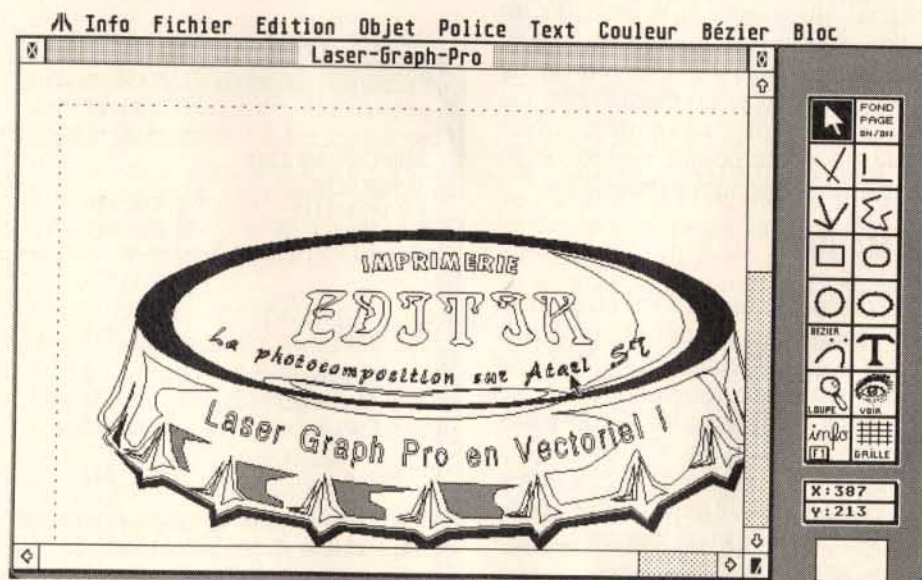 Info Fichier Edition Objet Police Text Couleur Bézier Bloc
Laser-Graph-Pro
FOND
PAGE
ON/OFF
IMPRIMERIE
EDITIK
La photocomposition sur Atari ST
Laser Graph Pro en Vectoriel !
BEZIER
T
LOUPE
VOIR
info
F1
GRILLE
X:387
Y:213